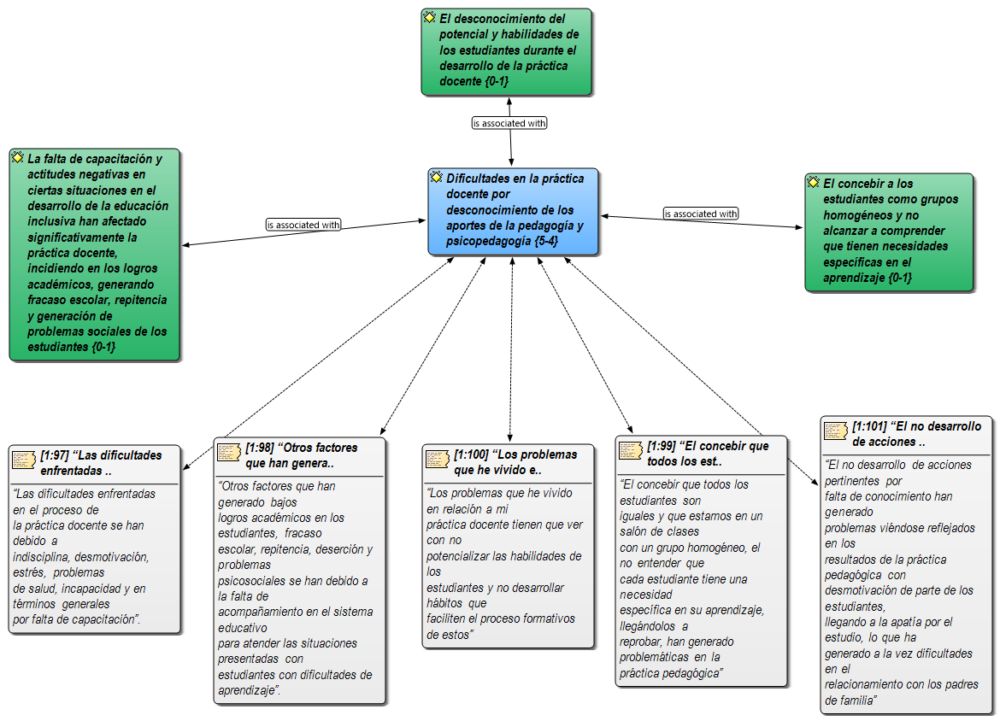 El desconocimiento del
potencial y habilidades de
los estudiantes durante el
desarrollo de la práctica
docente {0-1}
is associated with
La falta de capacitación y
actitudes negativas en
ciertas situaciones en el
desarrollo de la educación
inclusiva han afectado
significativamente la
práctica docente,
incidiendo en los logros
académicos, generando
fracaso escolar, repitencia
y generación de
problemas sociales de los
estudiantes {0-1}
is associated with
Dificultades en la práctica
docente por
desconocimiento de los
aportes de la pedagogía y
psicopedagogía {5-4}
is associated with
El concebir a los
estudiantes como grupos
homogéneos y no
alcanzar a comprender
que tienen necesidades
específicas en el
aprendizaje {0-1}
[1:97] “Las dificultades
enfrentadas ..
“Las dificultades enfrentadas
en el proceso de
la práctica docente se han
debido a
indisciplina, desmotivación,
estrés, problemas
de salud, incapacidad y en
términos generales
por falta de capacitación”.
[1:98] “Otros factores
que han genera..
“Otros factores que han
generado bajos
logros académicos en los
estudiantes, fracaso
escolar, repitencia, deserción y
problemas
psicosociales se han debido a
la falta de
acompañamiento en el sistema
educativo
para atender las situaciones
presentadas con
estudiantes con dificultades de
aprendizaje”.
[1:100] “Los problemas
que he vivido e..
“Los problemas que he vivido
en relación a mi
práctica docente tienen que ver
con no
potencializar las habilidades de
los
estudiantes y no desarrollar
hábitos que
faciliten el proceso formativos
de estos”
[1:99] “El concebir que
todos los est..
“El concebir que todos los
estudiantes son
iguales y que estamos en un
salón de clases
con un grupo homogéneo, el
no entender que
cada estudiante tiene una
necesidad
específica en su aprendizaje,
llegándolos a
reprobar, han generado
problemáticas en la
práctica pedagógica”
[1:101] “El no desarrollo
de acciones ..
“El no desarrollo de acciones
pertinentes por
falta de conocimiento han
generado
problemas viéndose reflejados
en los
resultados de la práctica
pedagógica con
desmotivación de parte de los
estudiantes,
llegando a la apatía por el
estudio, lo que ha
generado a la vez dificultades
en el
relacionamiento con los padres
de familia”